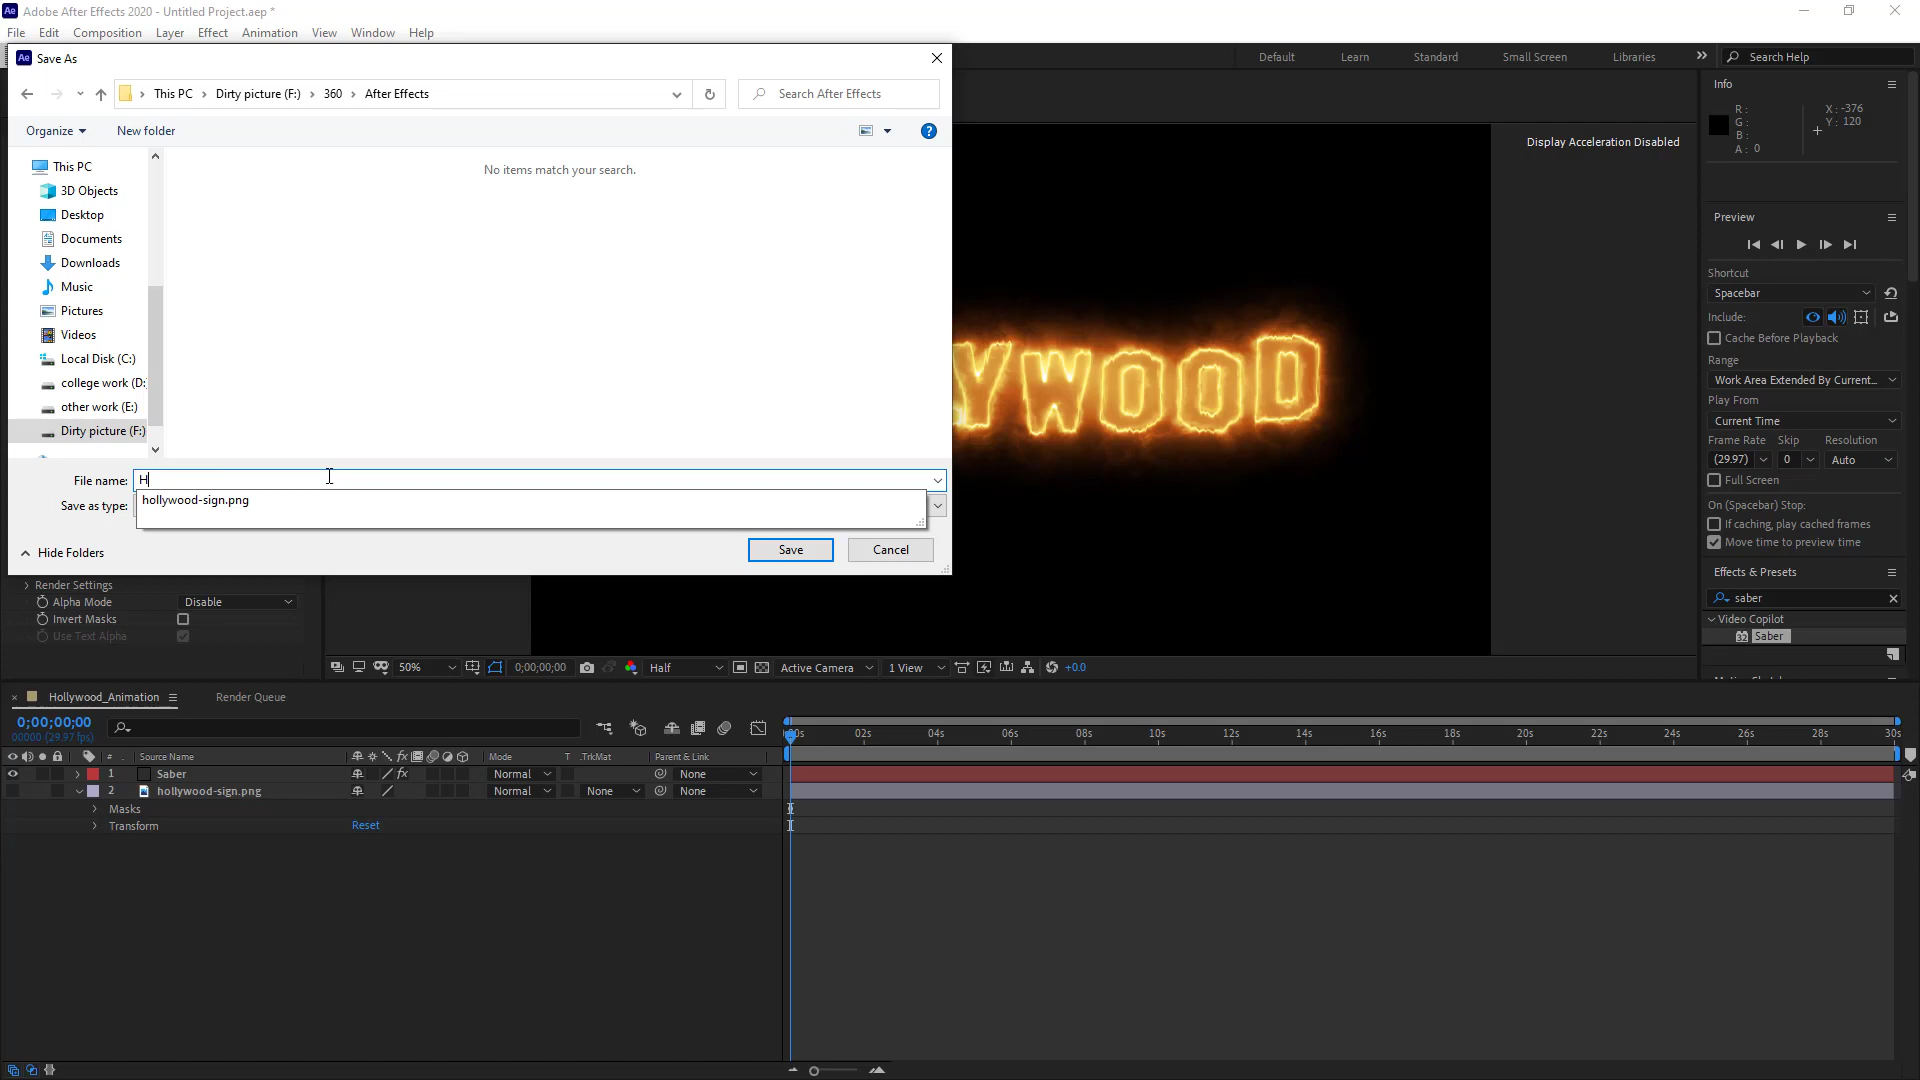 Ae Adobe After Effects 2020 - Untitled Project.aep *
File Edit Composition Layer Effect Animation View Window Help
Ae Save As
This PC Dirty picture (F:) 360 After Effects
Search After Effects
Organize New folder
No items match your search.
This PC
3D Objects
Desktop
Documents
Downloads
Music
Pictures
Videos
Local Disk (C:)
college work (D:
other work (E:)
Dirty picture (F:)
File name: H
hollywood-sign.png
Save as type:
Hide Folders
Save Cancel
Default Learn Standard Small Screen Libraries
Search Help
Display Acceleration Disabled
YWOOD
Render Settings
Alpha Mode Disable
Invert Masks
Use Text Alpha
50% 0;00;00;00 Half Active Camera 1 View +0.0
Info
R : X : -376
G : Y : 120
B :
A : 0
Preview
Shortcut
Spacebar
Include:
Cache Before Playback
Range
Work Area Extended By Current...
Play From
Current Time
Frame Rate Skip Resolution
(29.97) 0 Auto
Full Screen
On (Spacebar) Stop:
If caching, play cached frames
Move time to preview time
Effects & Presets
saber
Video Copilot
32 Saber
Hollywood_Animation Render Queue
0;00;00;00
00000 (29.97 fps)
02s 04s 06s 08s 10s 12s 14s 16s 18s 20s 22s 24s 26s 28s 30s
# Source Name fx Mode T .TrkMat Parent & Link
1 Saber fx Normal None
2 hollywood-sign.png Normal None None
Masks
Transform Reset